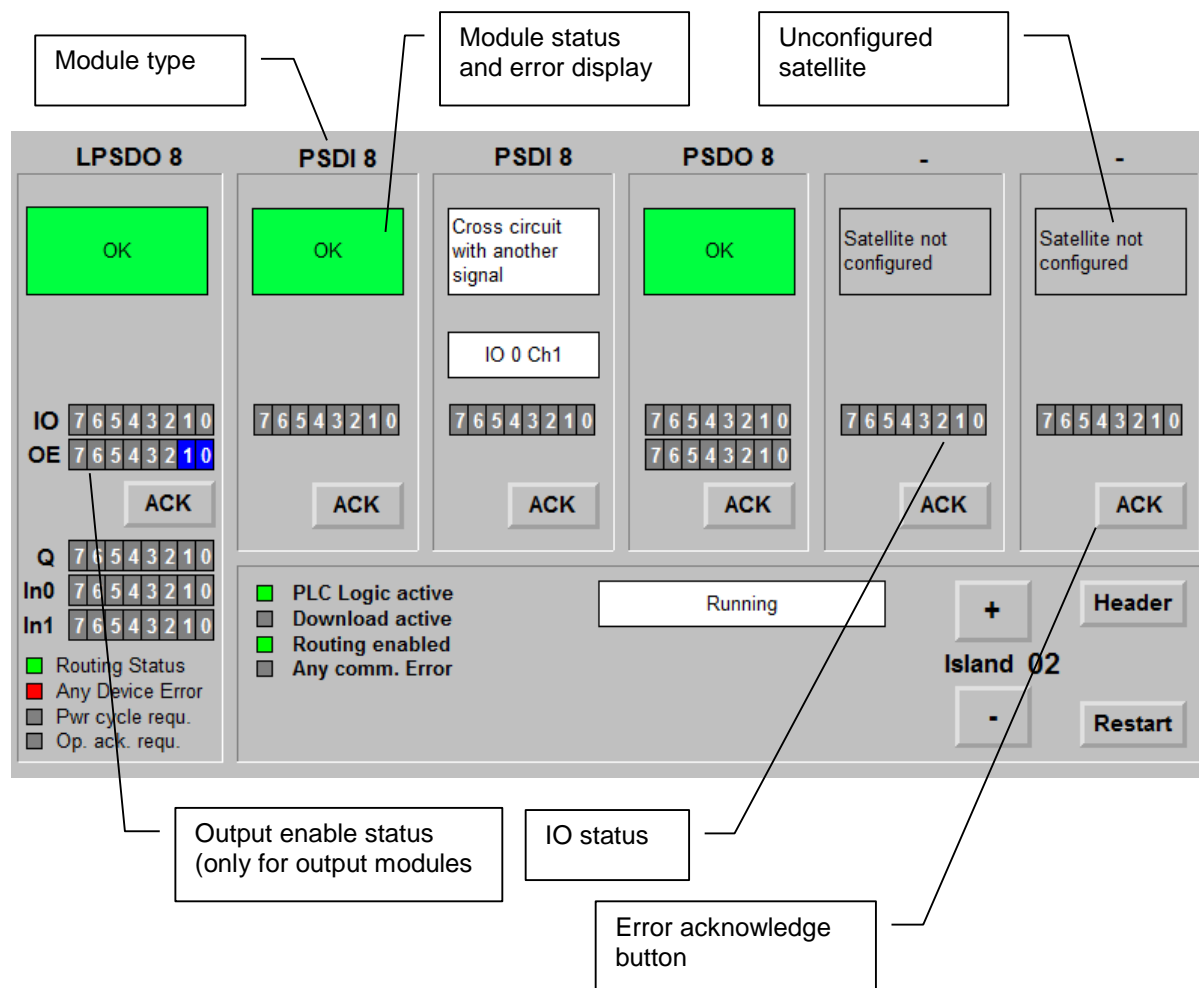 Module type
Module status
and error display
Unconfigured
satellite
LPSDO 8
PSDI 8
PSDI 8
PSDO 8
-
-
OK
OK
Cross circuit
with another
signal
OK
Satellite not
configured
Satellite not
configured
IO 0 Ch1
IO 7 6 5 4 3 2 1 0
7 6 5 4 3 2 1 0
7 6 5 4 3 2 1 0
7 6 5 4 3 2 1 0
7 6 5 4 3 2 1 0
7 6 5 4 3 2 1 0
OE 7 6 5 4 3 2 1 0
7 6 5 4 3 2 1 0
ACK
ACK
ACK
ACK
ACK
ACK
Q 7 6 5 4 3 2 1 0
In0 7 6 5 4 3 2 1 0
In1 7 6 5 4 3 2 1 0
Routing Status
Any Device Error
Pwr cycle requ.
Op. ack. requ.
PLC Logic active
Download active
Routing enabled
Any comm. Error
Running
+
Island 02
-
Header
Restart
Output enable status
(only for output modules
IO status
Error acknowledge
button